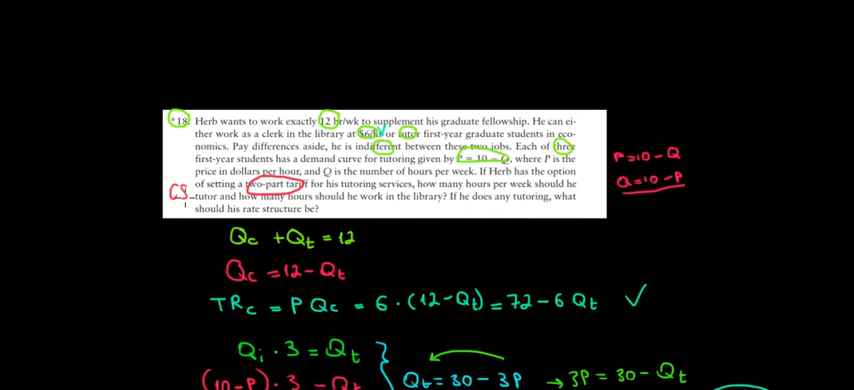 *18. Herb wants to work exactly 12 hr/wk to supplement his graduate fellowship. He can ei-
ther work as a clerk in the library at $6/hr or tutor first-year graduate students in eco-
nomics. Pay differences aside, he is indifferent between these two jobs. Each of three
first-year students has a demand curve for tutoring given by P = 10 − Q, where P is the
price in dollars per hour, and Q is the number of hours per week. If Herb has the option
of setting a two-part tariff for his tutoring services, how many hours per week should he
tutor and how many hours should he work in the library? If he does any tutoring, what
should his rate structure be?
P=10-Q
Q=10-P
CS
Qc + Qt = 12
Qc = 12 - Qt
TRc = P Qc = 6 · (12-Qt) = 72 - 6 Qt ✓
Qi · 3 = Qt
(10-P) · 3 = Qt
Qt = 30 - 3P → 3P = 30 - Qt